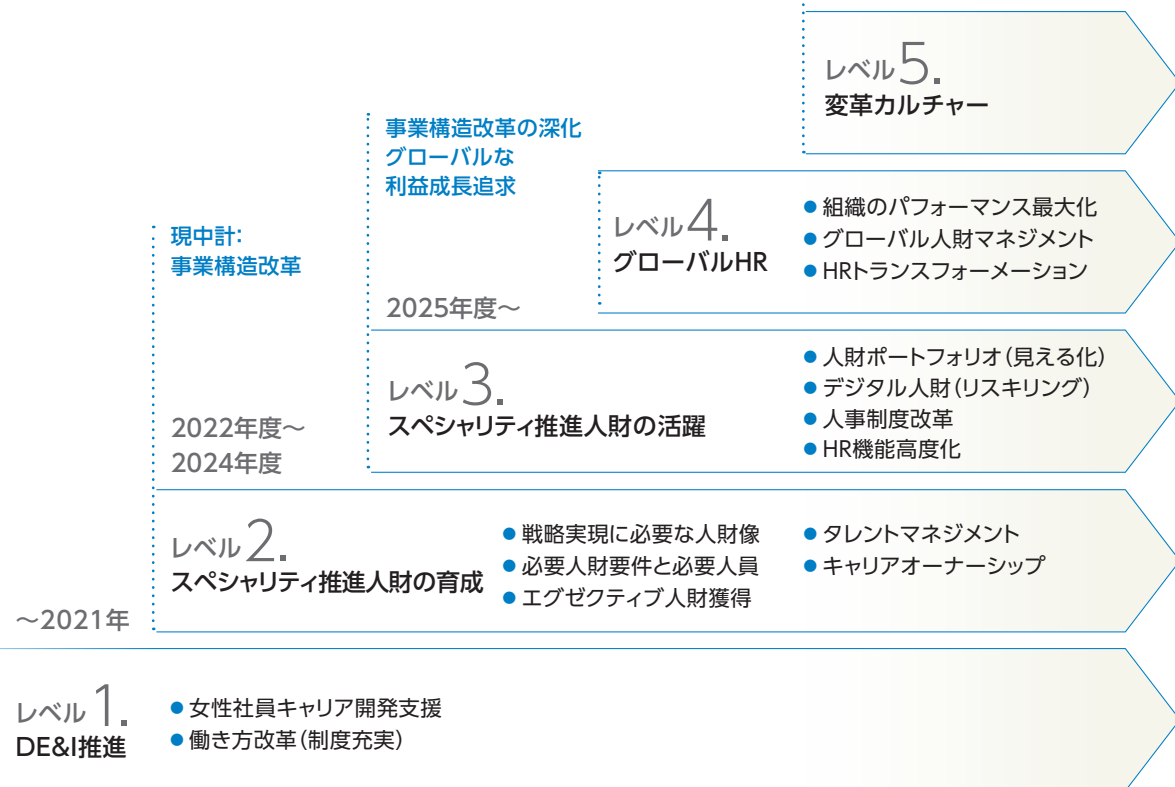 レベル5.
変革カルチャー
事業構造改革の深化
グローバルな
利益成長追求
2025年度～
レベル4.
グローバルHR
●組織のパフォーマンス最大化
●グローバル人財マネジメント
●HRトランスフォーメーション
現中計：
事業構造改革
2022年度～
2024年度
レベル3.
スペシャリティ推進人財の活躍
●人財ポートフォリオ（見える化）
●デジタル人財（リスキリング）
●人事制度改革
●HR機能高度化
レベル2.
スペシャリティ推進人財の育成
●戦略実現に必要な人財像
●必要人財要件と必要人員
●エグゼクティブ人財獲得
●タレントマネジメント
●キャリアオーナーシップ
～2021年
レベル1.
DE&I推進
●女性社員キャリア開発支援
●働き方改革（制度充実）